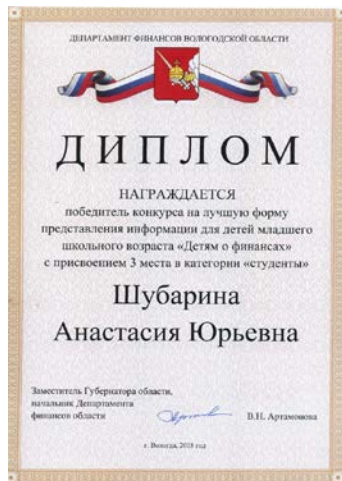 ДЕПАРТАМЕНТ ФИНАНСОВ ВОЛОГОДСКОЙ ОБЛАСТИ
ДИПЛОМ
НАГРАЖДАЕТСЯ
победитель конкурса на лучшую форму
представления информации для детей младшего
школьного возраста «Детям о финансах»
с присвоением 3 места в категории «студенты»
Шубарина
Анастасия Юрьевна
Заместитель Губернатора области,
начальник Департамента
финансов области В.Н. Артамонова
г. Вологда, 2018 год